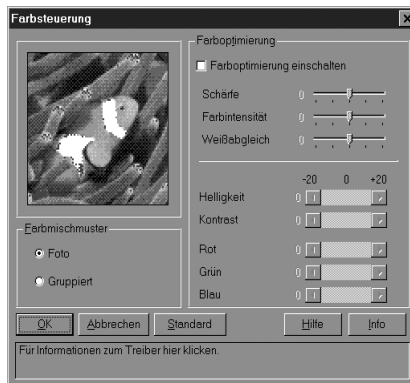 Farbsteuerung
Farboptimierung
Farboptimierung einschalten
Schärfe 0
Farbintensität 0
Weißabgleich 0
-20 0 +20
Helligkeit 0
Kontrast 0
Rot 0
Grün 0
Blau 0
Farbmischmuster
Foto
Gruppiert
OK Abbrechen Standard Hilfe Info
Für Informationen zum Treiber hier klicken.